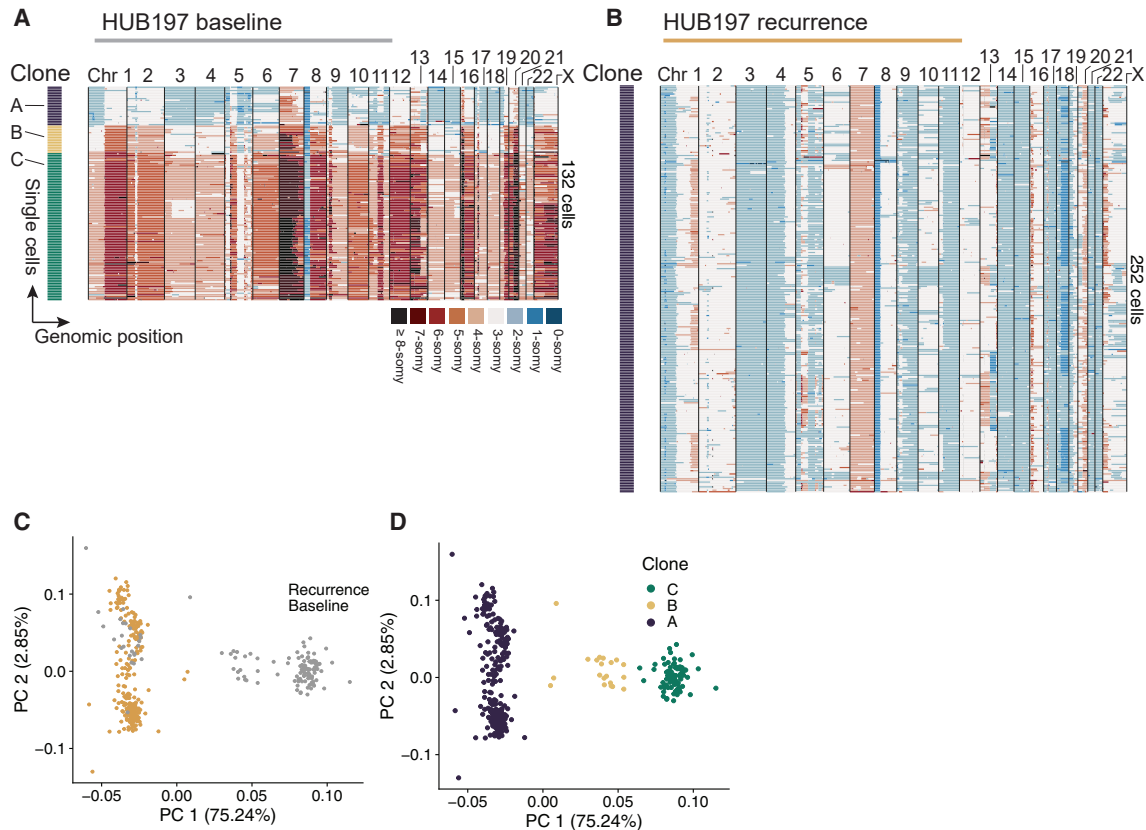 A
HUB197 baseline
13 15 17 19 20 21
Clone Chr 1 2 3 4 5 6 7 8 9 10 11 12 14 16 18 22 X
A
B
C
Single cells
132 cells
Genomic position
≥ 8-somy
7-somy
6-somy
5-somy
4-somy
3-somy
2-somy
1-somy
0-somy
B
HUB197 recurrence
13 15 17 19 20 21
Clone Chr 1 2 3 4 5 6 7 8 9 10 11 12 14 16 18 22 X
252 cells
C
PC 2 (2.85%)
0.1
0.0
−0.1
−0.05 0.00 0.05 0.10
PC 1 (75.24%)
Recurrence
Baseline
D
PC 2 (2.85%)
0.1
0.0
−0.1
−0.05 0.00 0.05 0.10
PC 1 (75.24%)
Clone
C
B
A